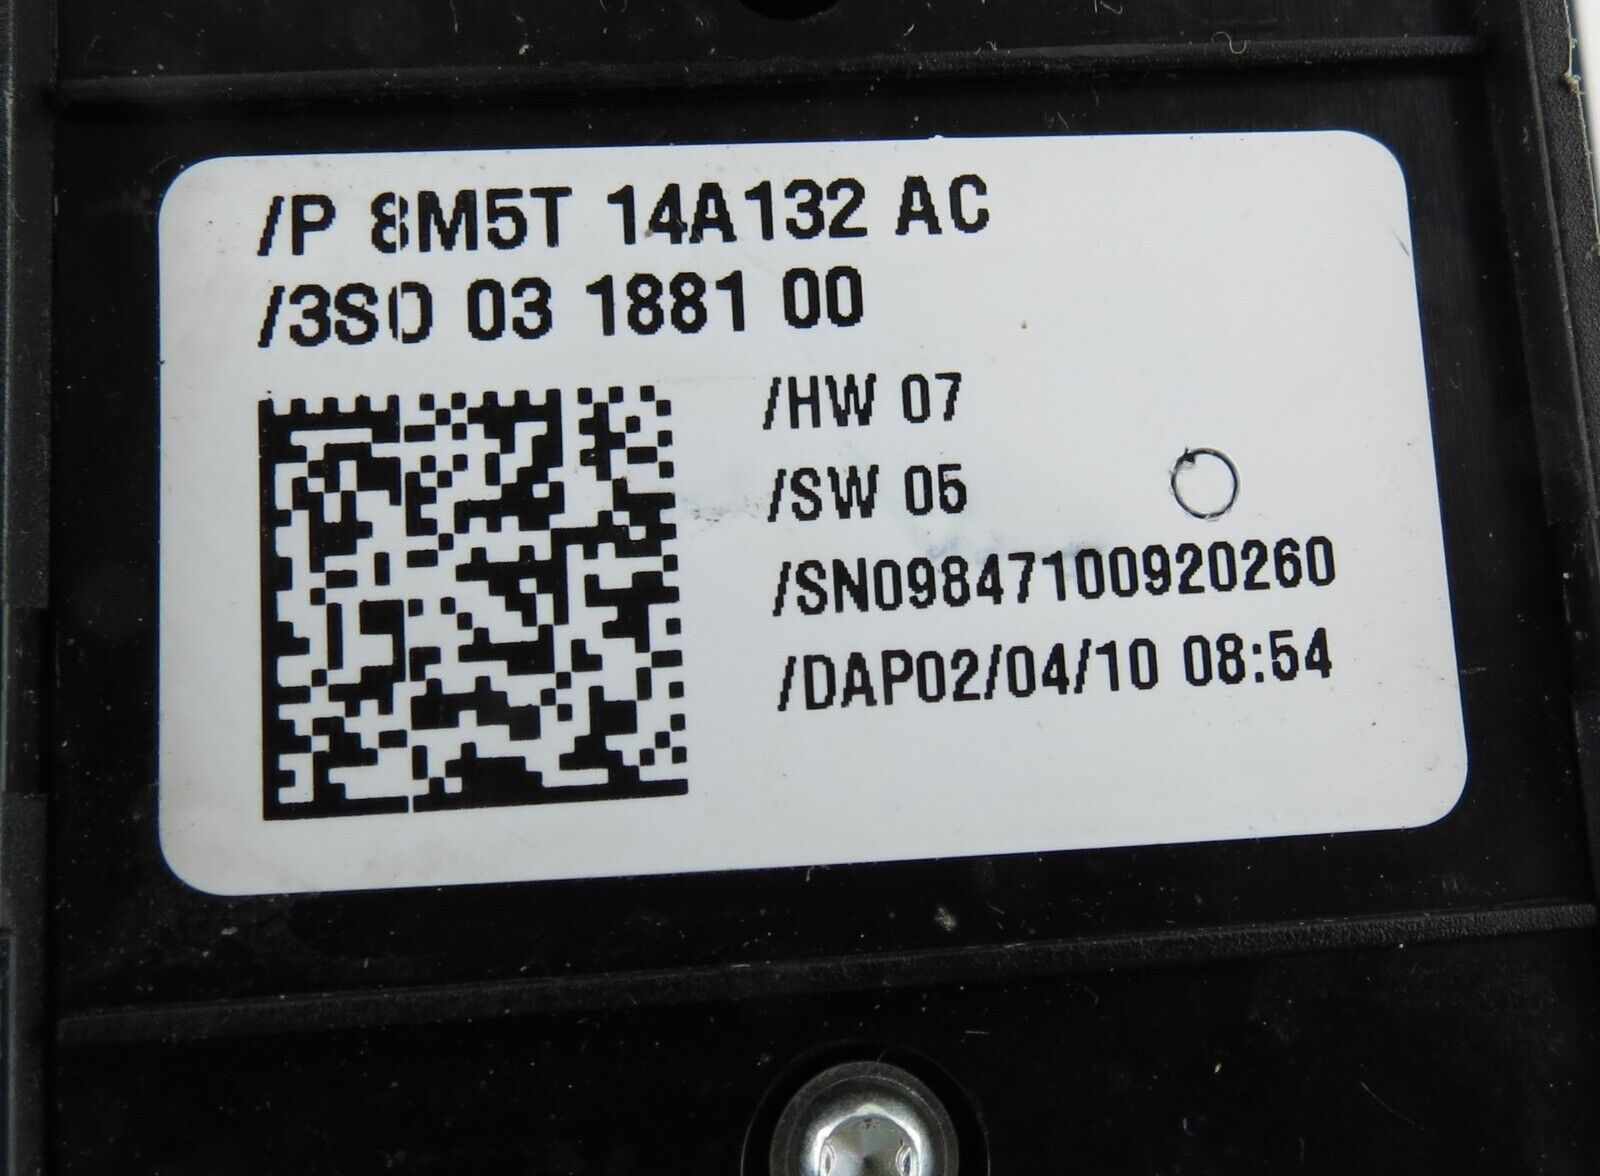 /P 8M5T 14A132 AC
/3S0 03 1881 00
/HW 07
/SW 05
/SN09847100920260
/DAP02/04/10 08:54